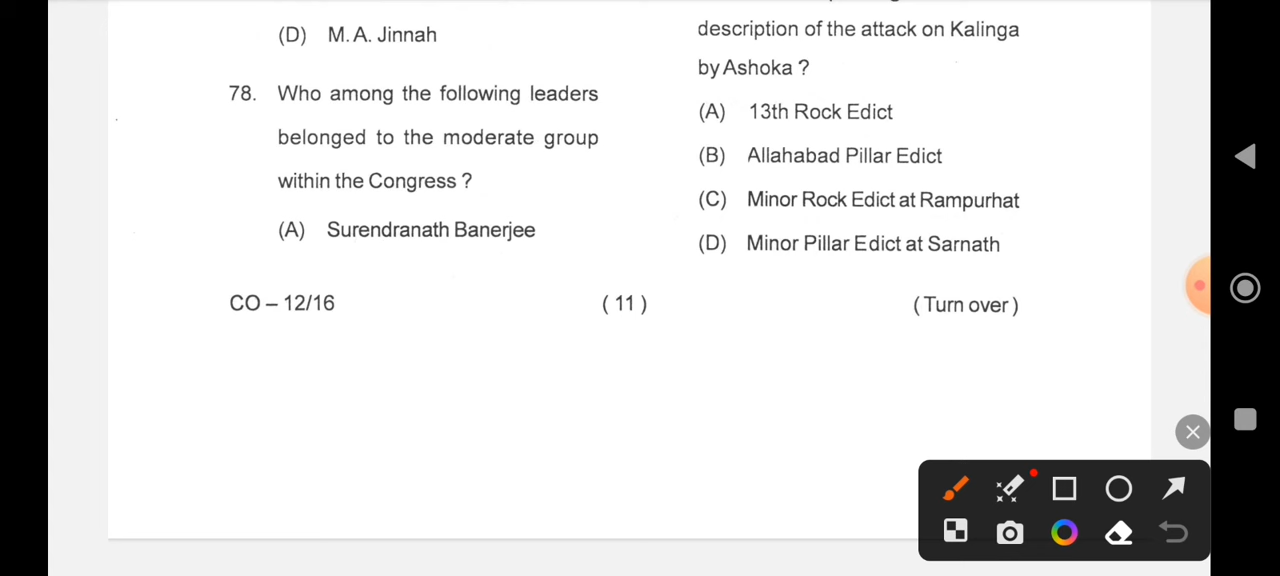 (D) M.A. Jinnah
78. Who among the following leaders
belonged to the moderate group
within the Congress ?
(A) Surendranath Banerjee
description of the attack on Kalinga
by Ashoka ?
(A) 13th Rock Edict
(B) Allahabad Pillar Edict
(C) Minor Rock Edict at Rampurhat
(D) Minor Pillar Edict at Sarnath
CO – 12/16
( 11 )
( Turn over )